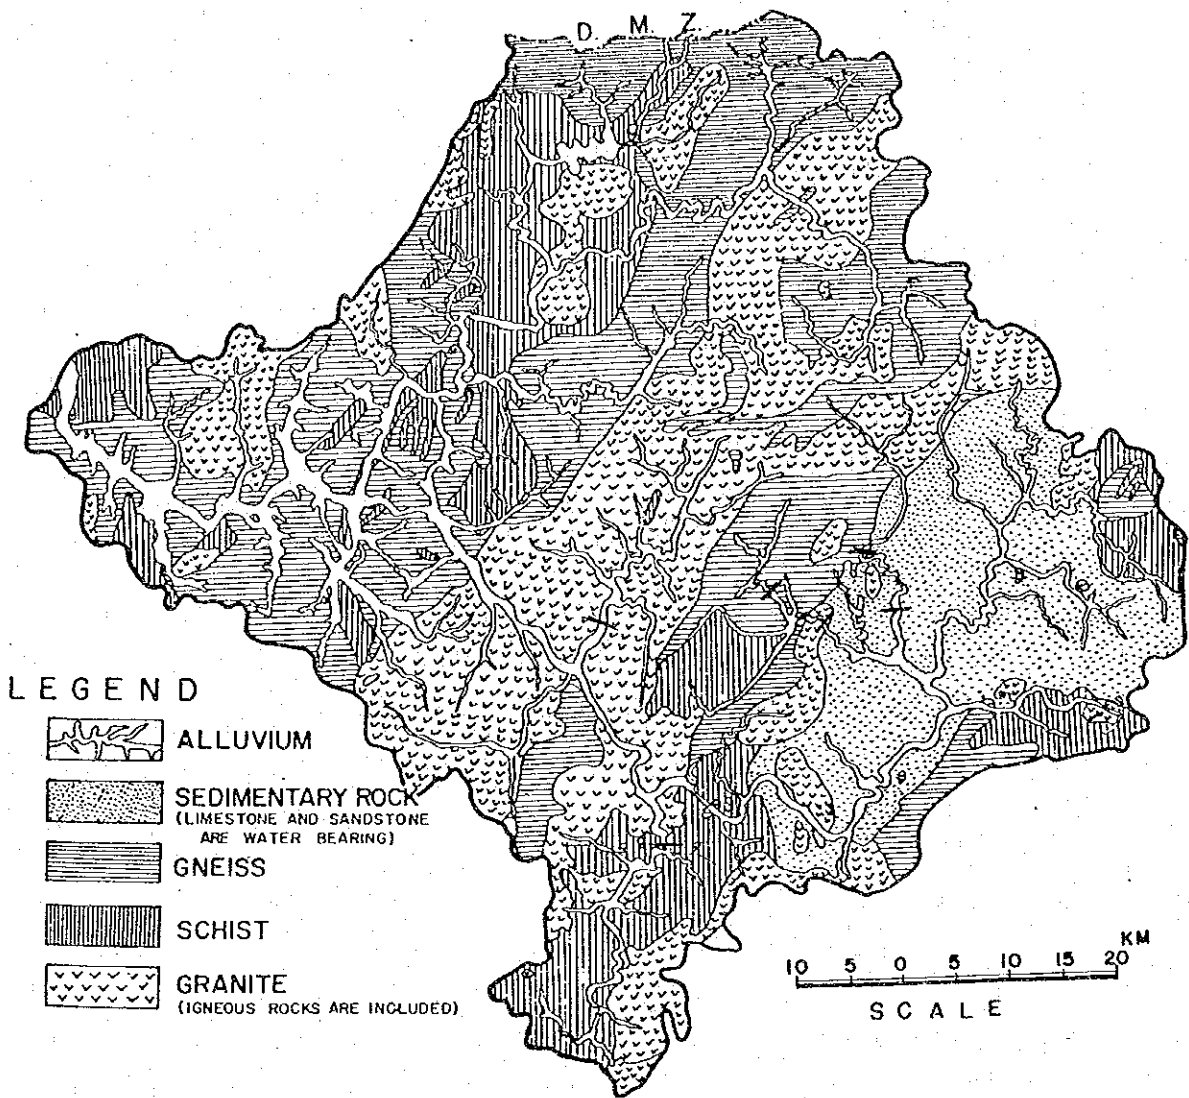 D. M. Z.
LEGEND
ALLUVIUM
SEDIMENTARY ROCK
(LIMESTONE AND SANDSTONE
ARE WATER BEARING)
GNEISS
SCHIST
GRANITE
(IGNEOUS ROCKS ARE INCLUDED)
10 5 0 5 10 15 20 KM
SCALE